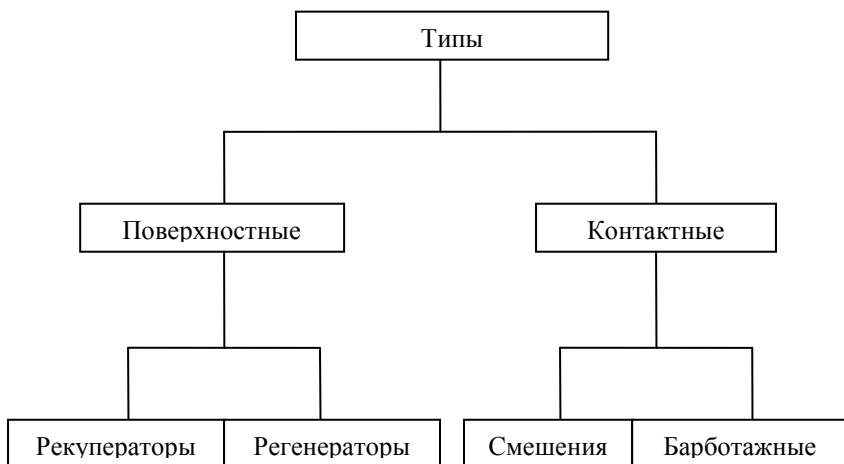 Типы
Поверхностные
Контактные
Рекуператоры
Регенераторы
Смешения
Барботажные